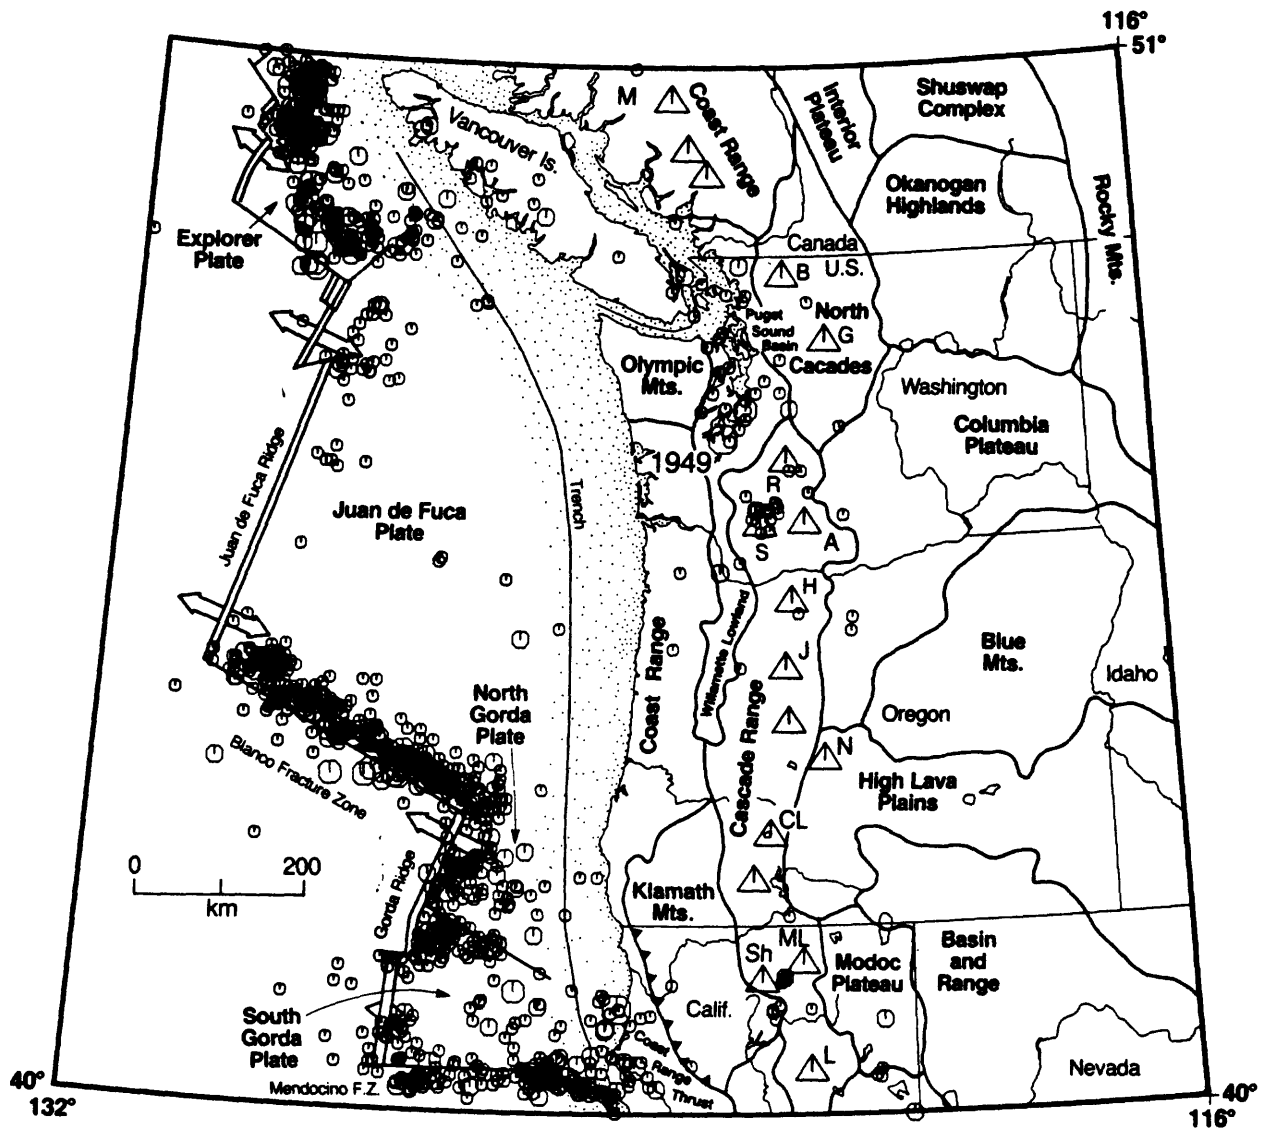 116°
51°
M
Coast Range
Interior
Plateau
Shuswap
Complex
Vancouver Is.
Okanogan
Highlands
Rocky Mts.
Explorer
Plate
Canada
U.S.
B
North
Cacades
G
Puget
Sound
Basin
Olympic
Mts.
Washington
Columbia
Plateau
1949
Juan de Fuca Ridge
Juan de Fuca
Plate
Trench
R
S
A
H
J
Coast Range
Willamette Lowland
Cascade Range
Blue
Mts.
Idaho
Oregon
North
Gorda
Plate
N
High Lava
Plains
Blanco Fracture Zone
CL
0 200
km
Gorda Ridge
Klamath
Mts.
Sh
ML
Modoc
Plateau
Basin
and
Range
South
Gorda
Plate
Calif.
Coast
Range
Thrust
L
Nevada
Mendocino F.Z.
40°
132°
40°
116°